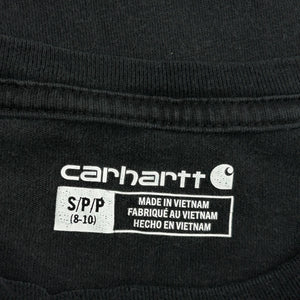 carhartt
S/P/P
(8-10)
MADE IN VIETNAM
FABRIQUÉ AU VIETNAM
HECHO EN VIETNAM